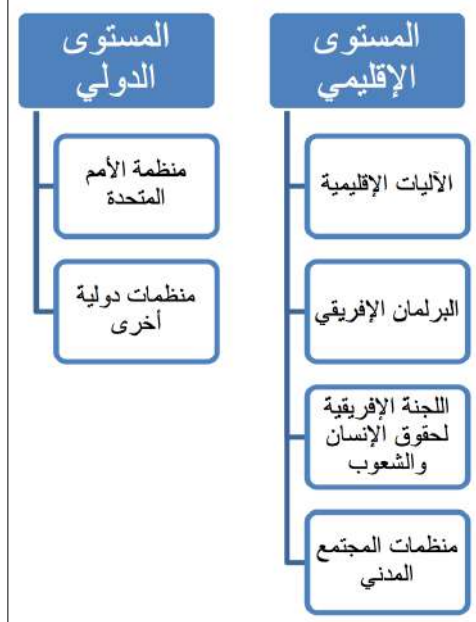 المستوى
الإقليمي
الآليات الإقليمية
البرلمان الإفريقي
اللجنة الإفريقية
لحقوق الإنسان
والشعوب
منظمات المجتمع
المدني
المستوى
الدولي
منظمة الأمم
المتحدة
منظمات دولية
أخرى